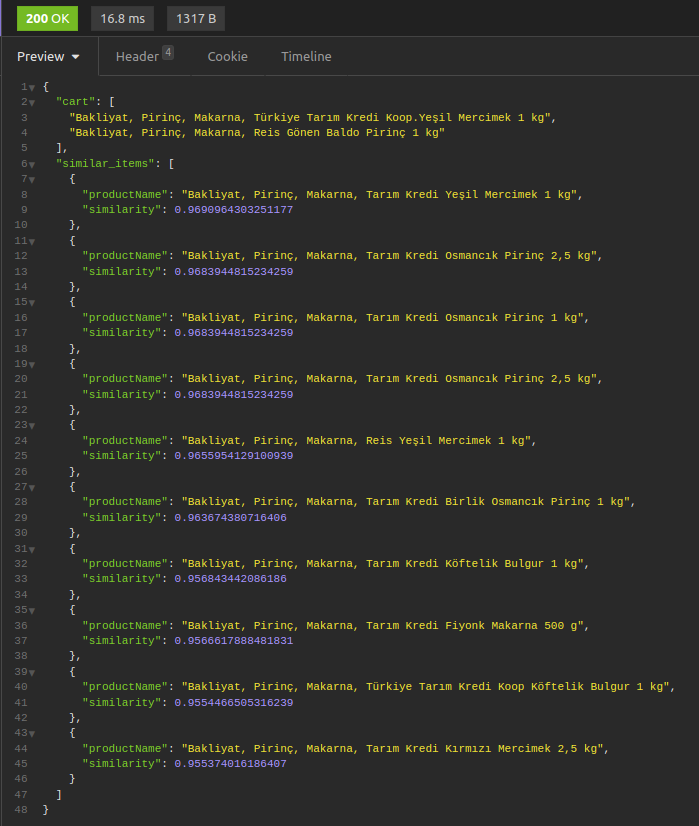 200 OK 16.8 ms 1317 B
Preview Header 4 Cookie Timeline
1 {
2 "cart": [
3 "Bakliyat, Pirinç, Makarna, Türkiye Tarım Kredi Koop.Yeşil Mercimek 1 kg",
4 "Bakliyat, Pirinç, Makarna, Reis Gönen Baldo Pirinç 1 kg"
5 ],
6 "similar_items": [
7 {
8 "productName": "Bakliyat, Pirinç, Makarna, Tarım Kredi Yeşil Mercimek 1 kg",
9 "similarity": 0.9690964303251177
10 },
11 {
12 "productName": "Bakliyat, Pirinç, Makarna, Tarım Kredi Osmancık Pirinç 2,5 kg",
13 "similarity": 0.9683944815234259
14 },
15 {
16 "productName": "Bakliyat, Pirinç, Makarna, Tarım Kredi Osmancık Pirinç 1 kg",
17 "similarity": 0.9683944815234259
18 },
19 {
20 "productName": "Bakliyat, Pirinç, Makarna, Tarım Kredi Osmancık Pirinç 2,5 kg",
21 "similarity": 0.9683944815234259
22 },
23 {
24 "productName": "Bakliyat, Pirinç, Makarna, Reis Yeşil Mercimek 1 kg",
25 "similarity": 0.9655954129100939
26 },
27 {
28 "productName": "Bakliyat, Pirinç, Makarna, Tarım Kredi Birlik Osmancık Pirinç 1 kg",
29 "similarity": 0.963674380716406
30 },
31 {
32 "productName": "Bakliyat, Pirinç, Makarna, Tarım Kredi Köftelik Bulgur 1 kg",
33 "similarity": 0.956843442086186
34 },
35 {
36 "productName": "Bakliyat, Pirinç, Makarna, Tarım Kredi Fiyonk Makarna 500 g",
37 "similarity": 0.9566617888481831
38 },
39 {
40 "productName": "Bakliyat, Pirinç, Makarna, Türkiye Tarım Kredi Koop Köftelik Bulgur 1 kg",
41 "similarity": 0.9554466505316239
42 },
43 {
44 "productName": "Bakliyat, Pirinç, Makarna, Tarım Kredi Kırmızı Mercimek 2,5 kg",
45 "similarity": 0.955374016186407
46 }
47 ]
48 }